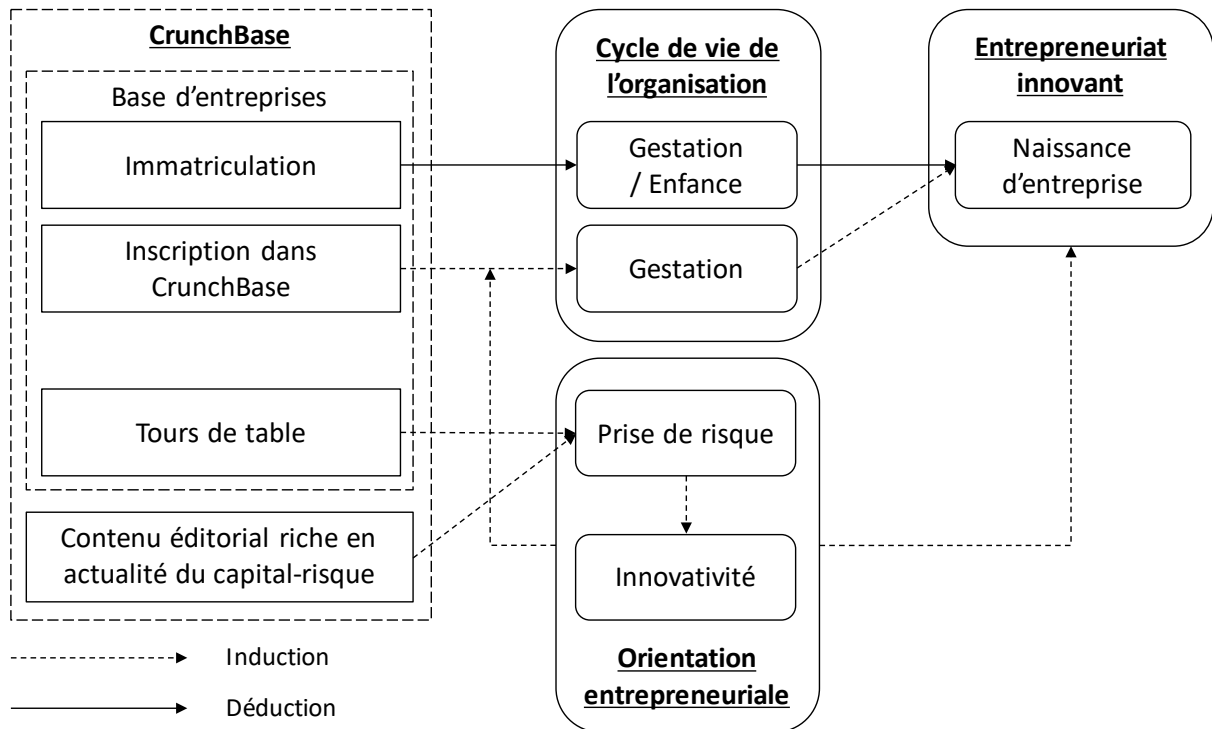 CrunchBase
Base d’entreprises
Immatriculation
Inscription dans
CrunchBase
Tours de table
Contenu éditorial riche en
actualité du capital-risque
Cycle de vie de
l’organisation
Gestation
/ Enfance
Gestation
Prise de risque
Innovativité
Orientation
entrepreneuriale
Entrepreneuriat
innovant
Naissance
d’entreprise
Induction
Déduction